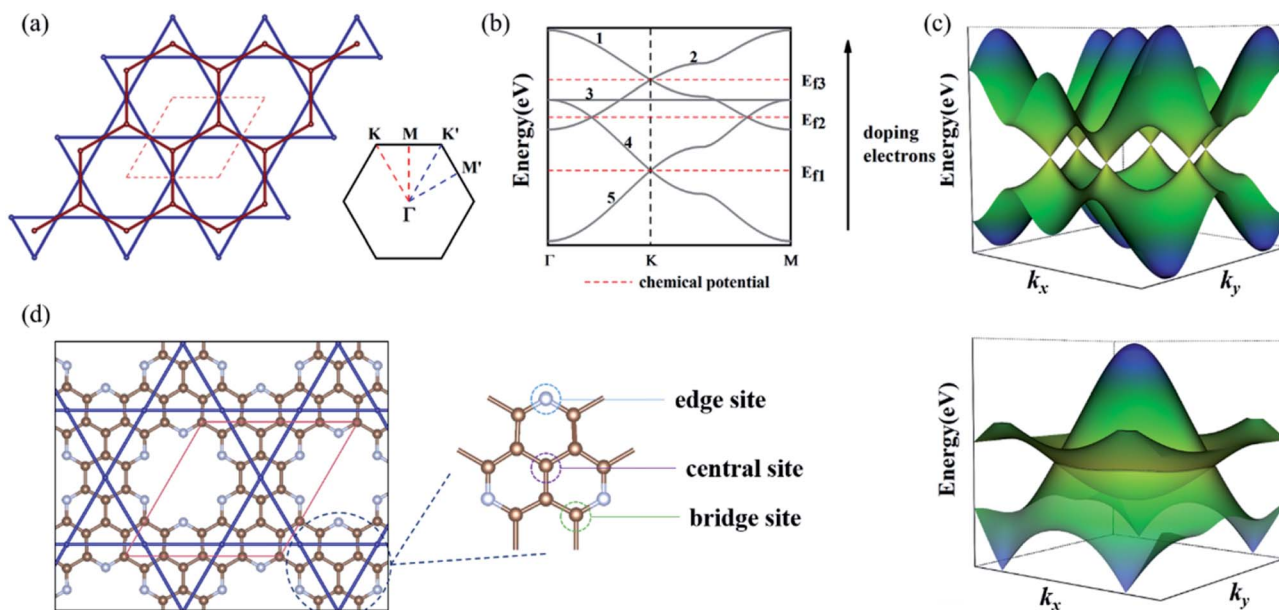 (a)
K M K'
M'
Γ
(b)
Energy(eV)
1
2
3
4
5
Ef3
Ef2
Ef1
Γ K M
chemical potential
doping
electrons
(c)
Energy(eV)
kx
ky
(d)
edge site
central site
bridge site
Energy(eV)
kx
ky